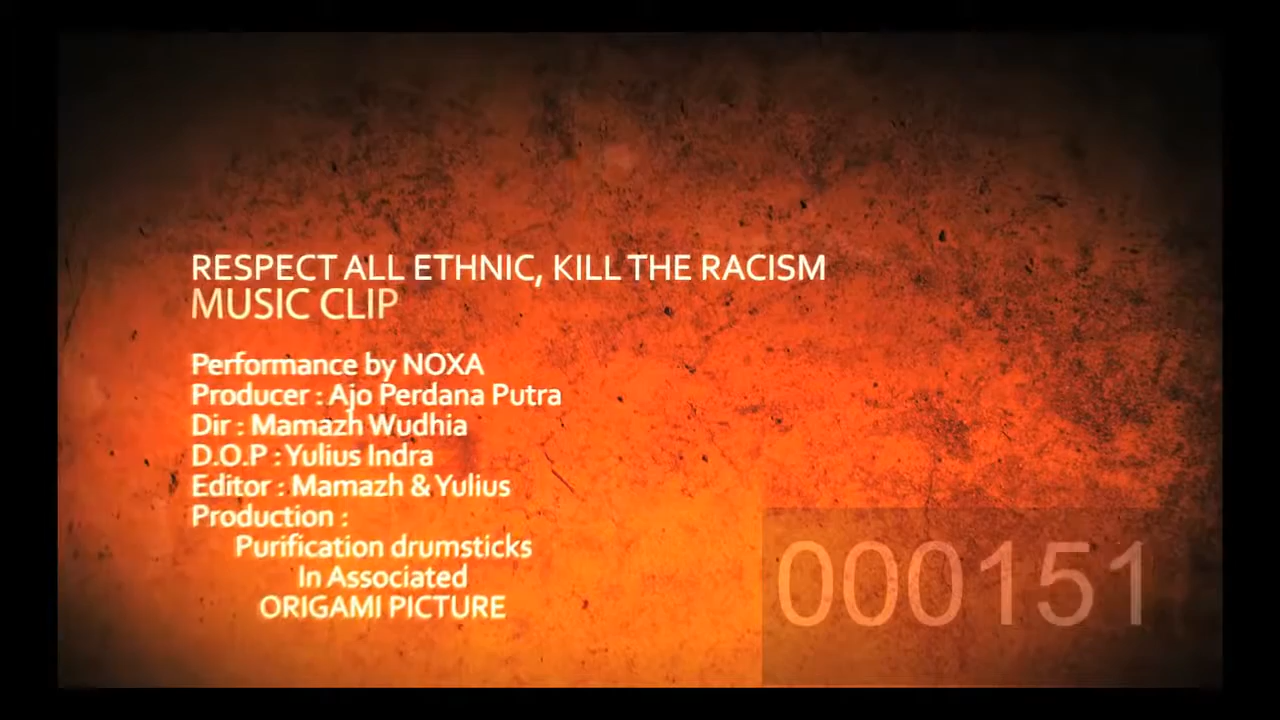 RESPECT ALL ETHNIC, KILL THE RACISM
MUSIC CLIP
Performance by NOXA
Producer : Ajo Perdana Putra
Dir : Mamazh Wudhia
D.O.P : Yulius Indra
Editor : Mamazh & Yulius
Production :
Purification drumsticks
In Associated
ORIGAMI PICTURE
000151